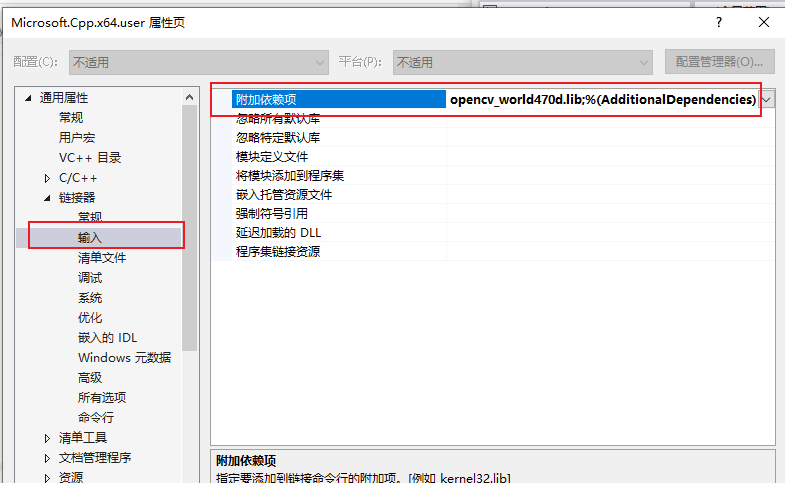 Microsoft.Cpp.x64.user 属性页
?
配置(C):
不适用
平台(P):
不适用
配置管理器(O)...
通用属性
常规
用户宏
VC++ 目录
C/C++
链接器
常规
输入
清单文件
调试
系统
优化
嵌入的 IDL
Windows 元数据
高级
所有选项
命令行
清单工具
文档管理程序
资源
附加依赖项
opencv_world470d.lib;%(AdditionalDependencies)
忽略所有默认库
忽略特定默认库
模块定义文件
将模块添加到程序集
嵌入托管资源文件
强制符号引用
延迟加载的 DLL
程序集链接资源
附加依赖项
指定要添加到链接命令行的附加项。[例如 kernel32.lib]